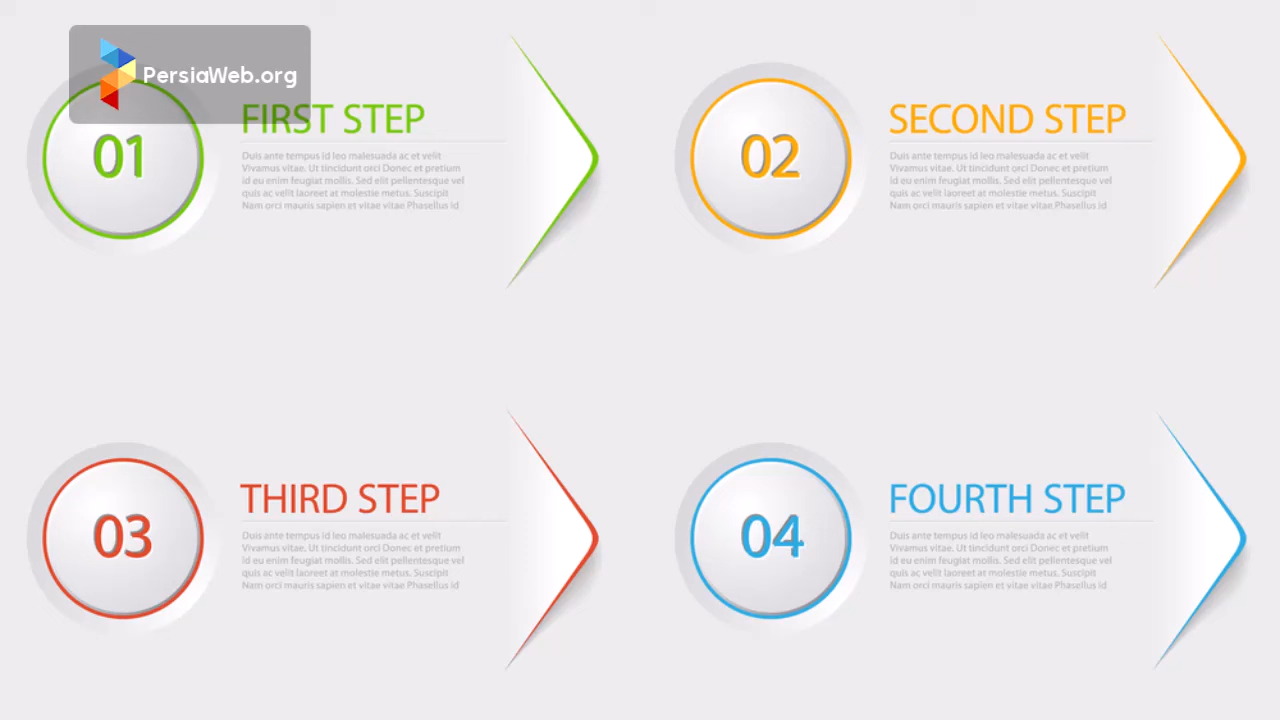 PersiaWeb.org
01
FIRST STEP
Duis ante tempus id leo malesuada ac et velit
Vivamus vitae. Ut tincidunt orci Donec et pretium
id eu enim feugiat mollis. Sed elit pellentesque vel
quis ac velit laoreet at molestie metus. Suscipit
Nam orci mauris sapien et vitae vitae Phasellus id
02
SECOND STEP
Duis ante tempus id leo malesuada ac et velit
Vivamus vitae. Ut tincidunt orci Donec et pretium
id eu enim feugiat mollis. Sed elit pellentesque vel
quis ac velit laoreet at molestie metus. Suscipit
Nam orci mauris sapien et vitae vitae Phasellus id
03
THIRD STEP
Duis ante tempus id leo malesuada ac et velit
Vivamus vitae. Ut tincidunt orci Donec et pretium
id eu enim feugiat mollis. Sed elit pellentesque vel
quis ac velit laoreet at molestie metus. Suscipit
Nam orci mauris sapien et vitae vitae Phasellus id
04
FOURTH STEP
Duis ante tempus id leo malesuada ac et velit
Vivamus vitae. Ut tincidunt orci Donec et pretium
id eu enim feugiat mollis. Sed elit pellentesque vel
quis ac velit laoreet at molestie metus. Suscipit
Nam orci mauris sapien et vitae vitae Phasellus id